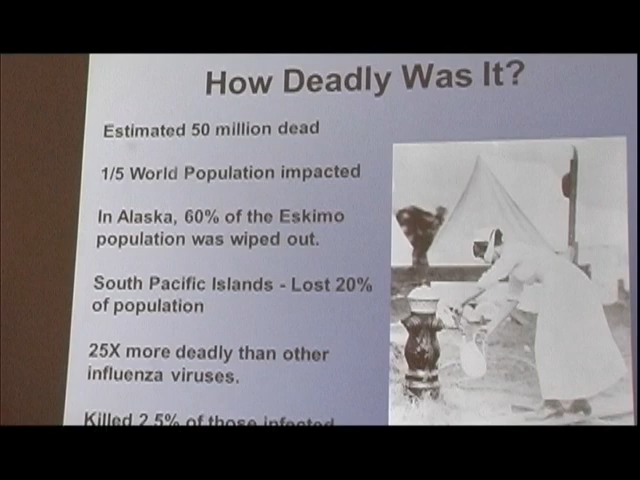 How Deadly Was It?
Estimated 50 million dead
1/5 World Population impacted
In Alaska, 60% of the Eskimo
population was wiped out.
South Pacific Islands - Lost 20%
of population
25X more deadly than other
influenza viruses.
Killed 2.5% of those infected